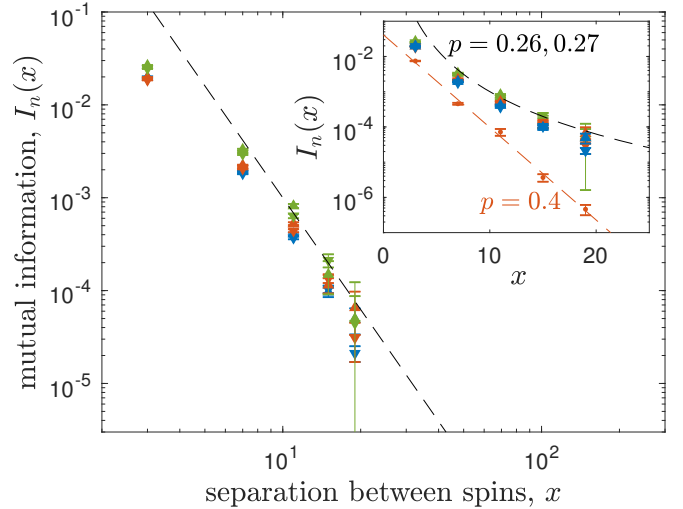 10^-1
10^-2
10^-3
10^-4
10^-5
mutual information, I_n(x)
10^1
10^2
separation between spins, x
10^-2
10^-4
10^-6
I_n(x)
p = 0.26, 0.27
p = 0.4
0
10
20
x